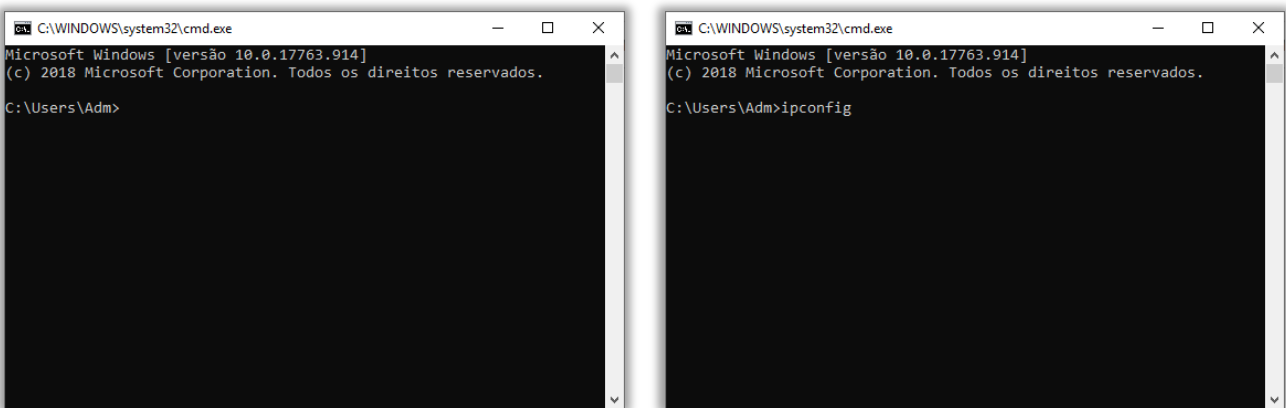 C:\WINDOWS\system32\cmd.exe
Microsoft Windows [versão 10.0.17763.914]
(c) 2018 Microsoft Corporation. Todos os direitos reservados.
C:\Users\Adm>
C:\WINDOWS\system32\cmd.exe
Microsoft Windows [versão 10.0.17763.914]
(c) 2018 Microsoft Corporation. Todos os direitos reservados.
C:\Users\Adm>ipconfig